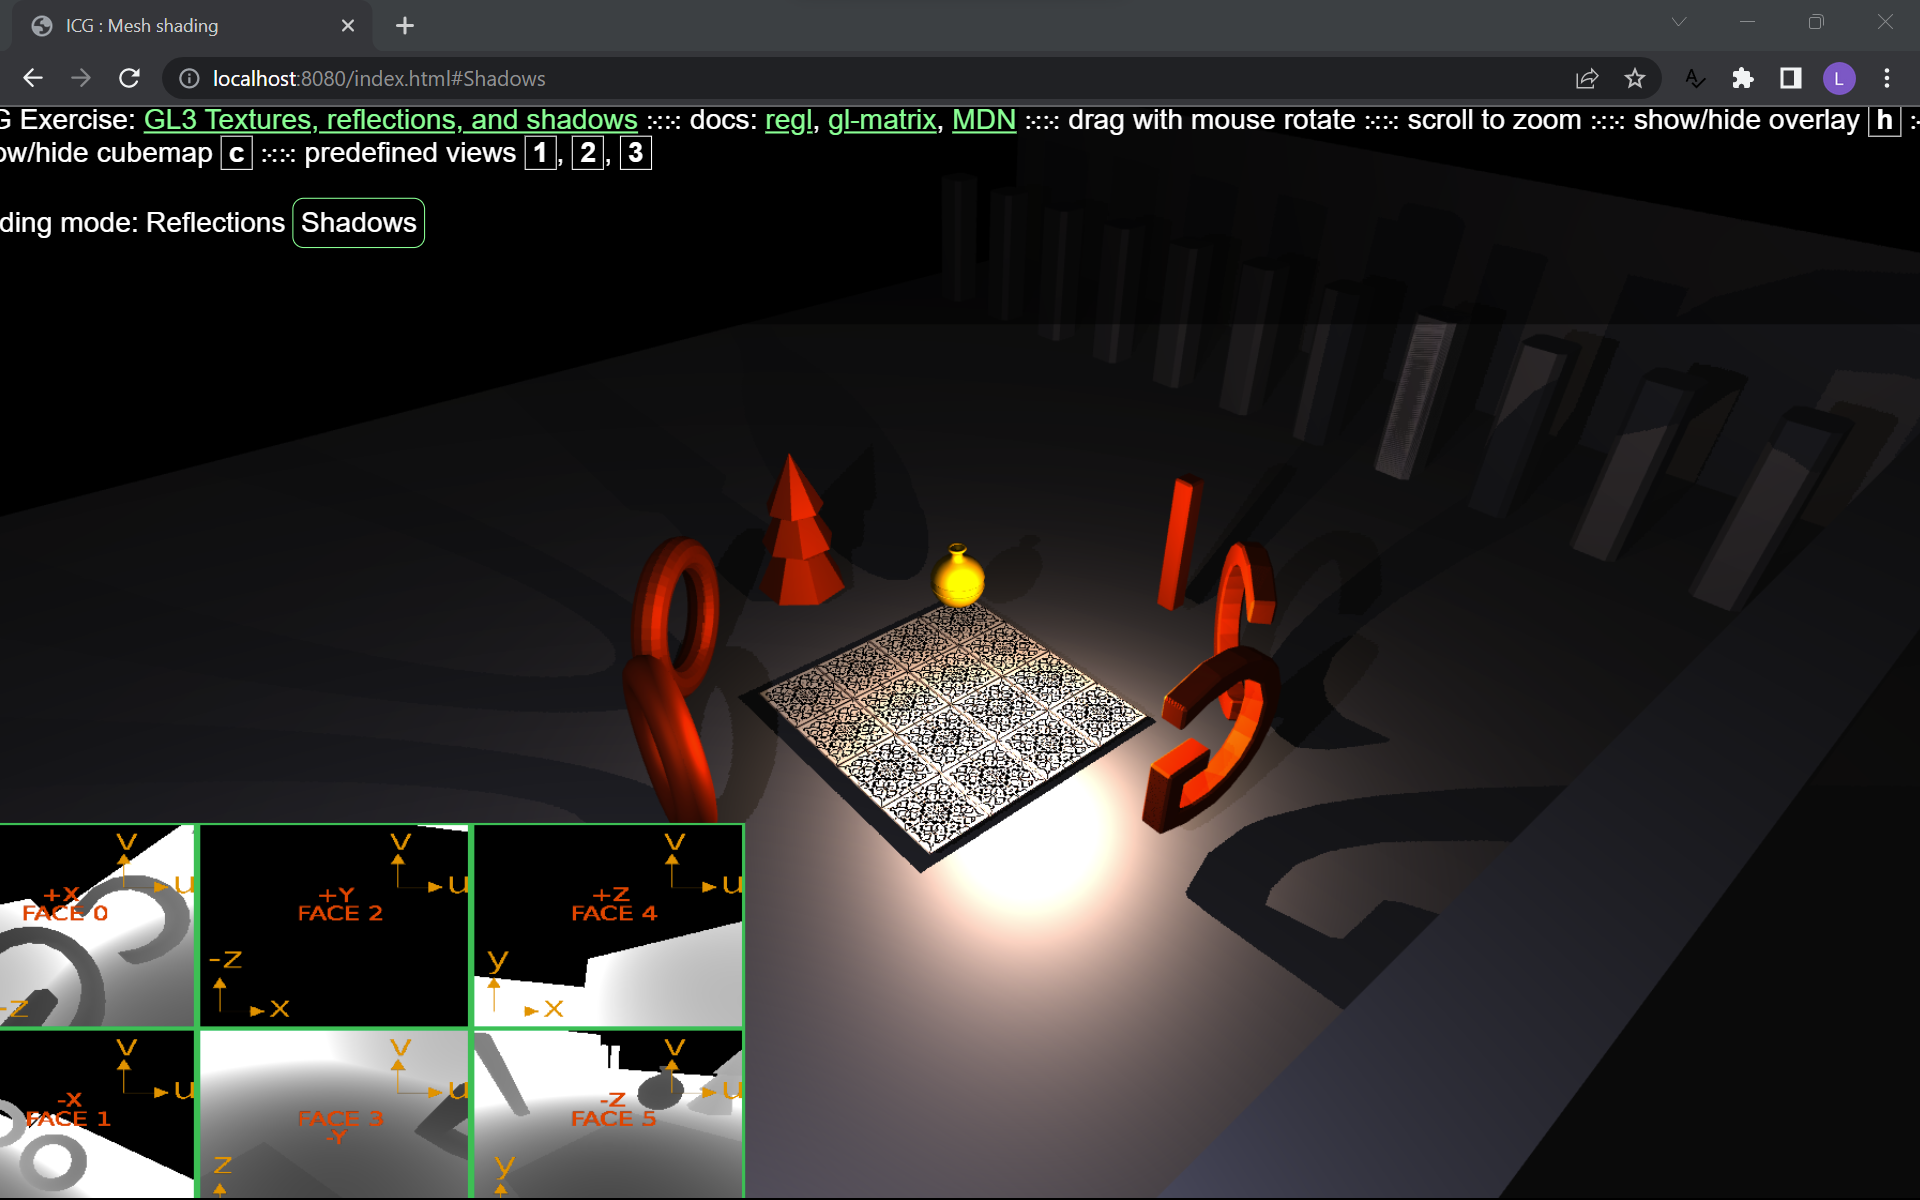 ICG : Mesh shading
localhost:8080/index.html#Shadows
L
G Exercise: GL3 Textures, reflections, and shadows :::: docs: regl, gl-matrix, MDN :::: drag with mouse rotate :::: scroll to zoom :::: show/hide overlay h :
ow/hide cubemap c :::: predefined views 1, 2, 3
ding mode: Reflections Shadows
V V V
u u u
+X +Y +Z
FACE 0 FACE 2 FACE 4
-Z y
-Z X X
V V V
u u u
-X FACE 3 -Z
FACE 1 -Y FACE 5
Z y